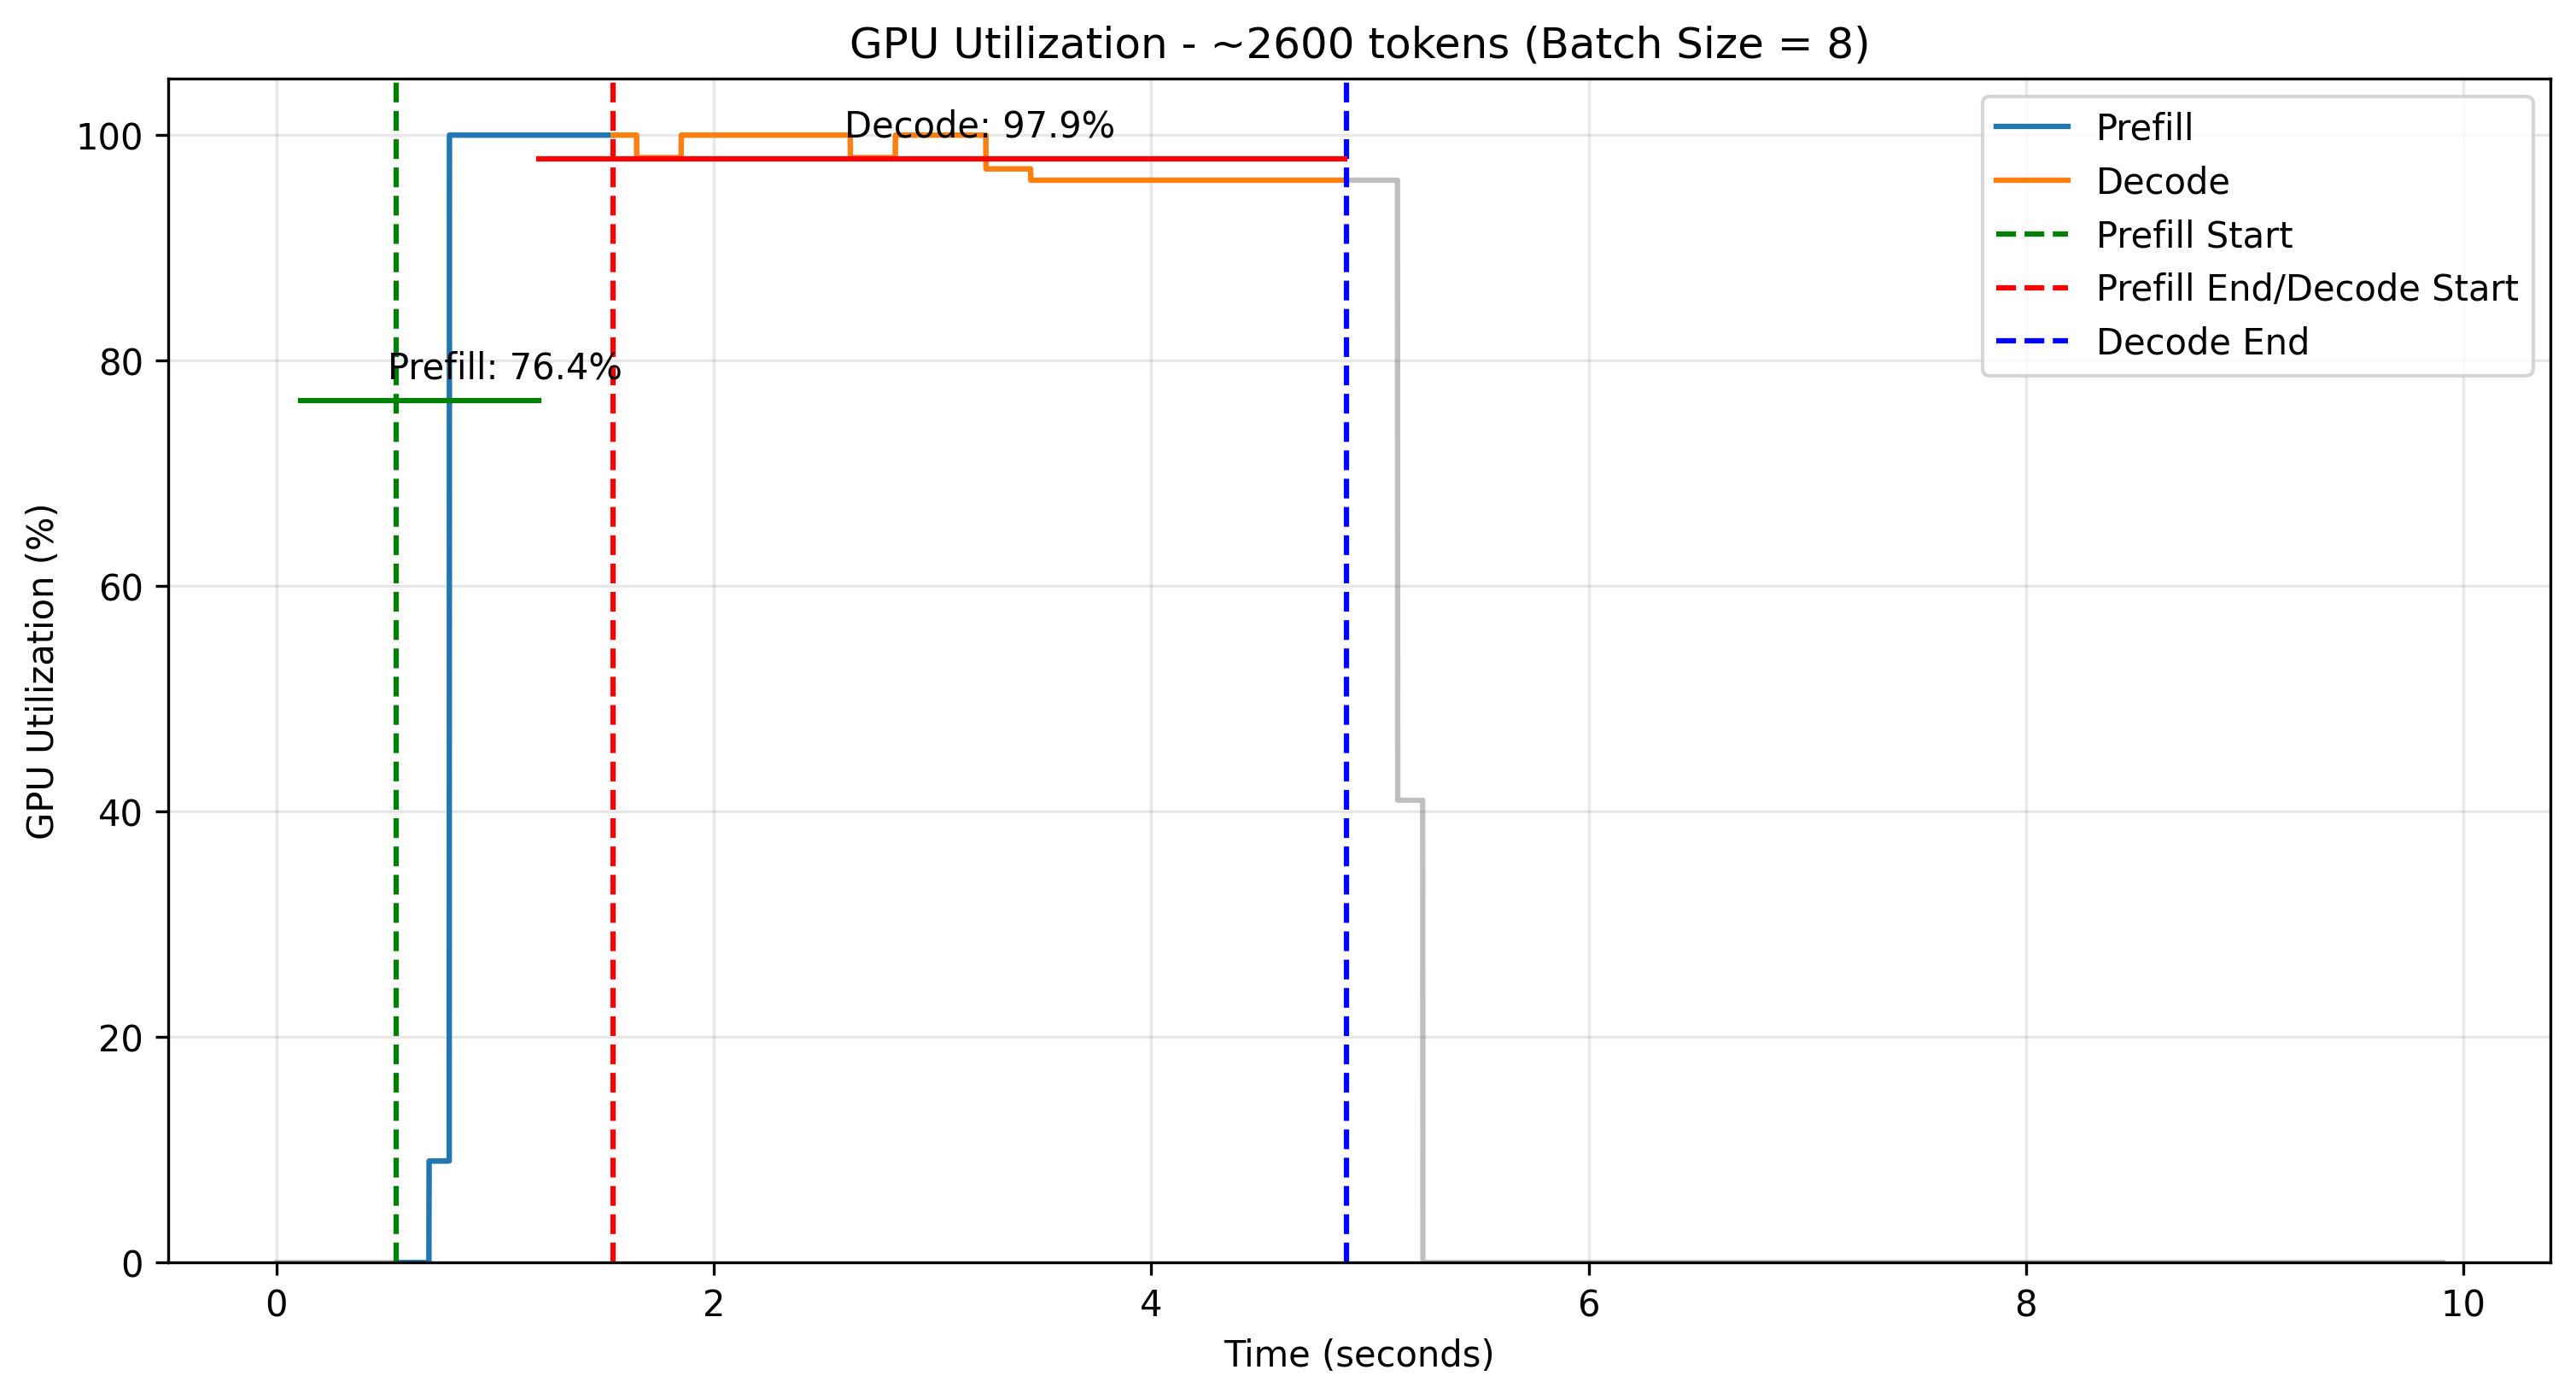 GPU Utilization - ~2600 tokens (Batch Size = 8)
GPU Utilization (%)
100
80
60
40
20
0
Decode: 97.9%
Prefill: 76.4%
Prefill
Decode
Prefill Start
Prefill End/Decode Start
Decode End
0 2 4 6 8 10
Time (seconds)